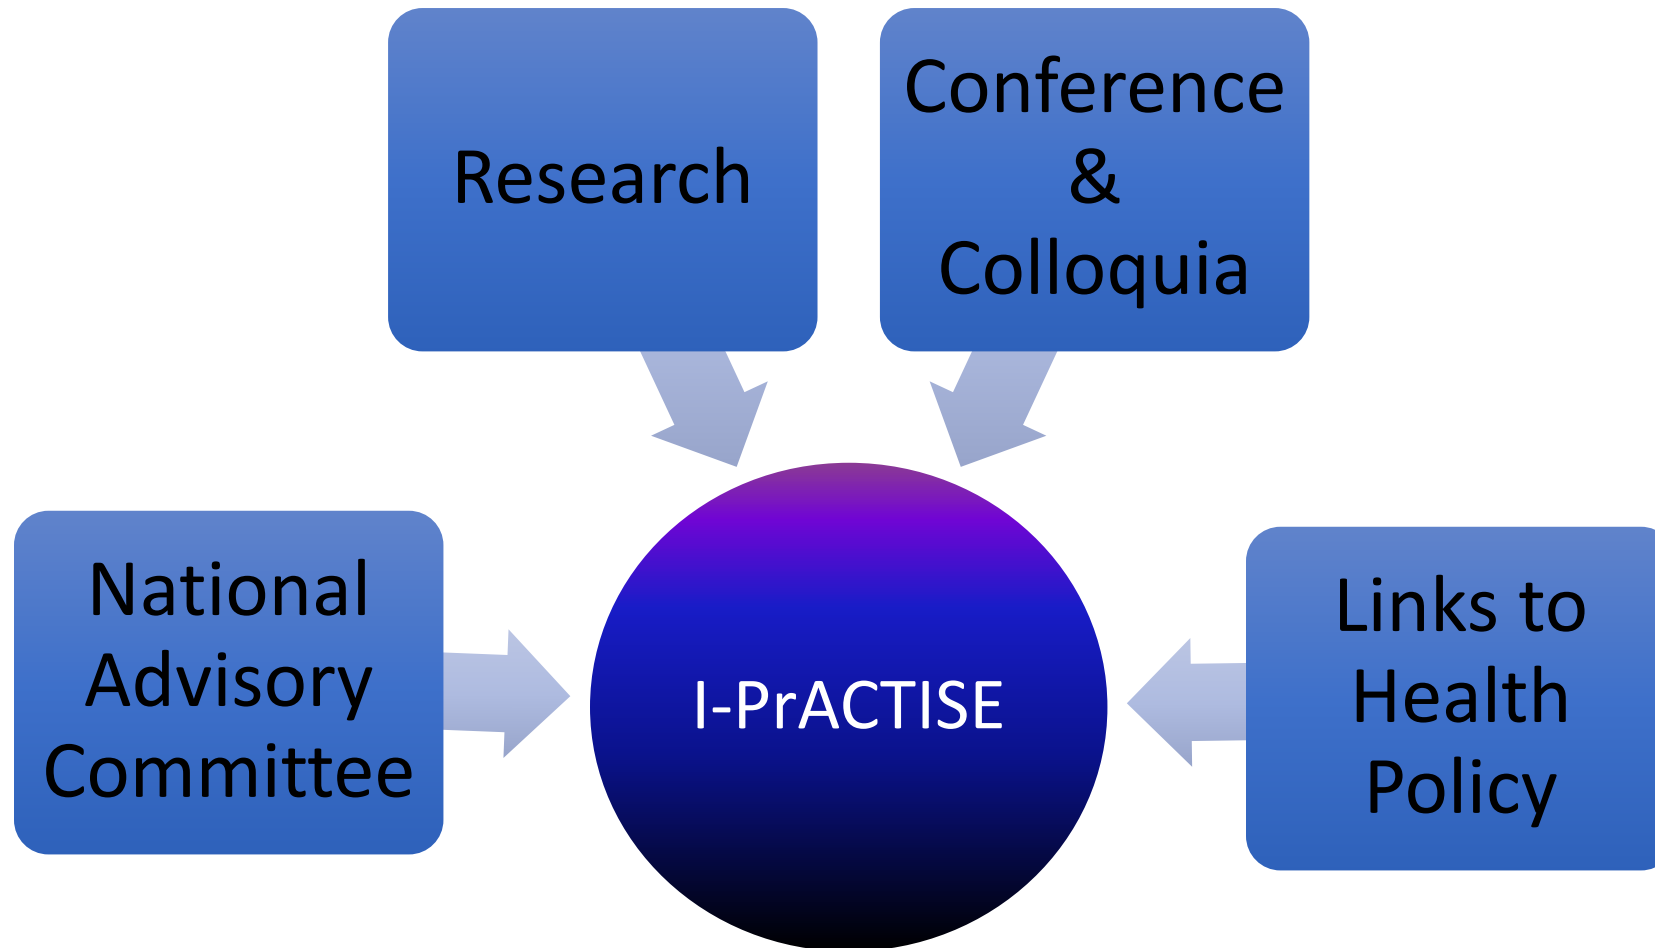 Research
Conference
&
Colloquia
National
Advisory
Committee
I-PrACTISE
Links to
Health
Policy